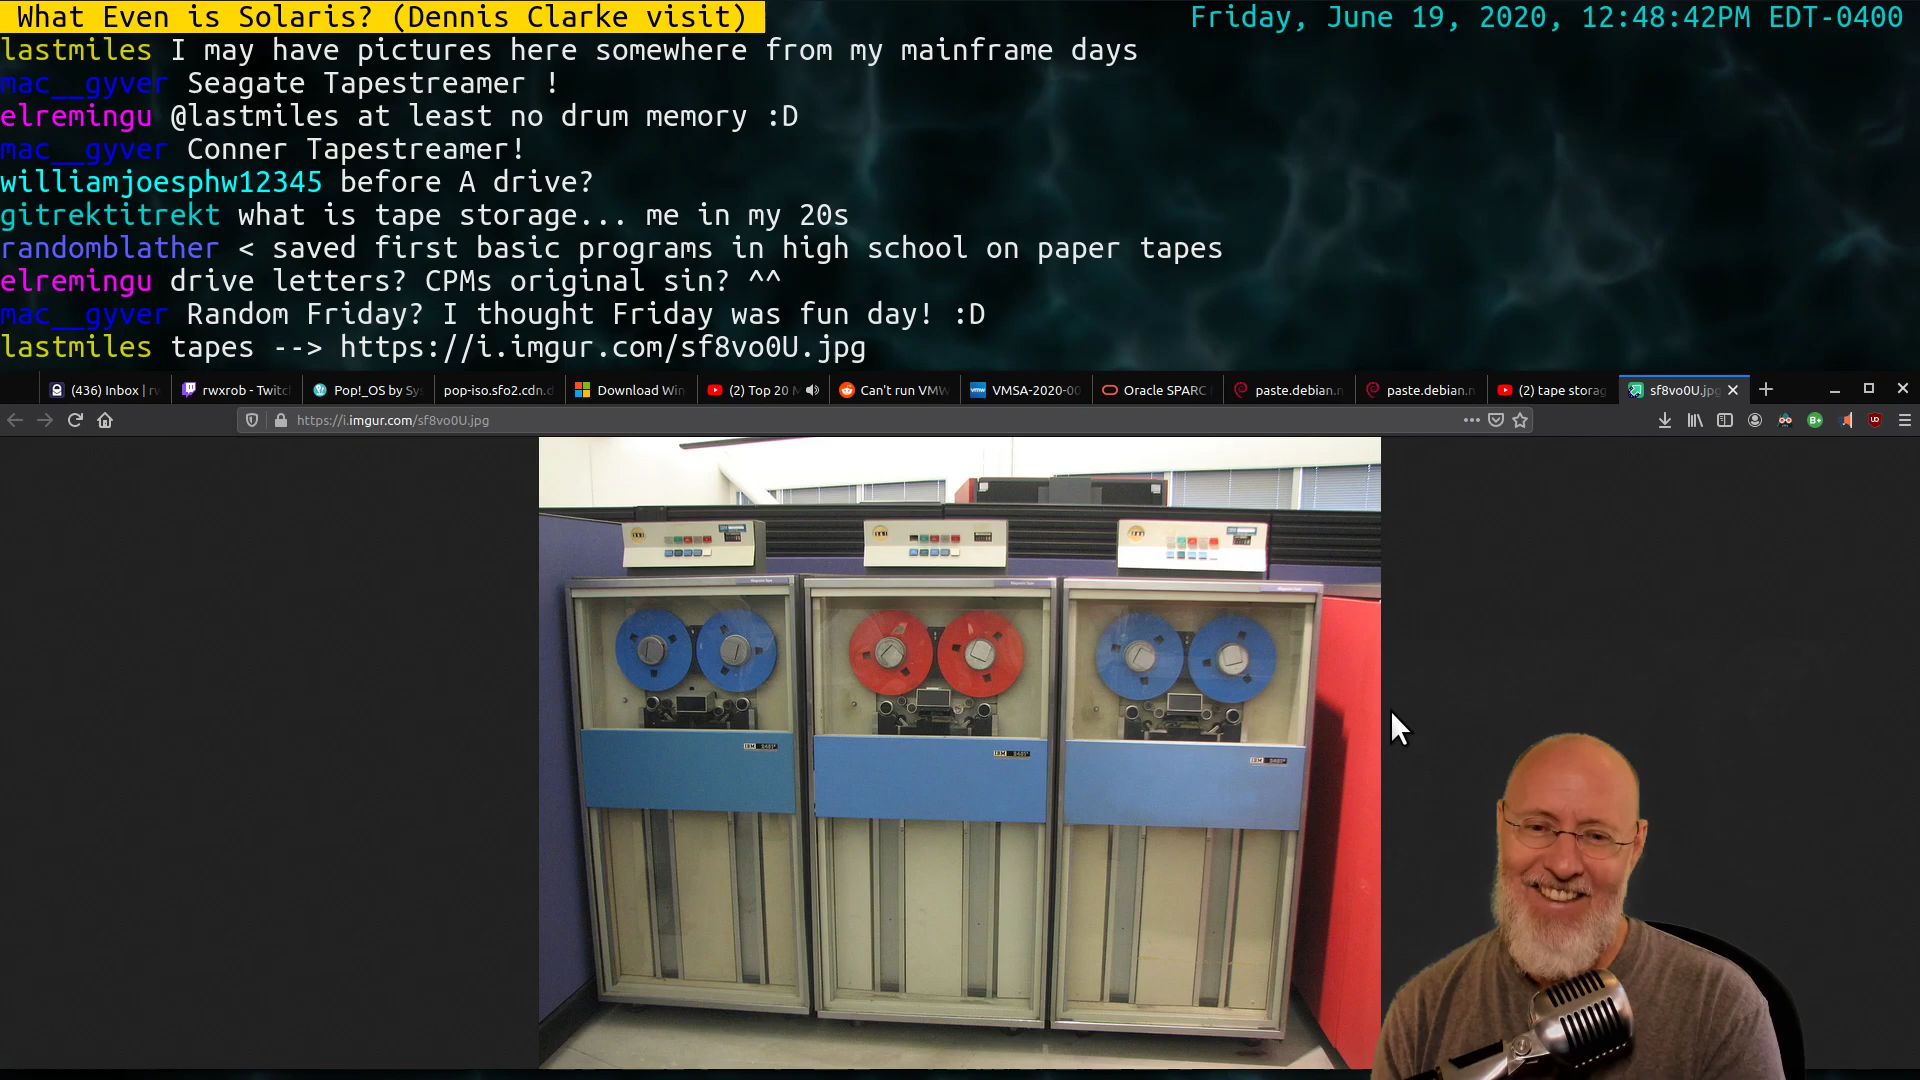 What Even is Solaris? (Dennis Clarke visit)
Friday, June 19, 2020, 12:48:42PM EDT-0400
lastmiles I may have pictures here somewhere from my mainframe days
mac__gyver Seagate Tapestreamer !
elremingu @lastmiles at least no drum memory :D
mac__gyver Conner Tapestreamer!
williamjoesphw12345 before A drive?
gitrektitrekt what is tape storage... me in my 20s
randomblather < saved first basic programs in high school on paper tapes
elremingu drive letters? CPMs original sin? ^^
mac__gyver Random Friday? I thought Friday was fun day! :D
lastmiles tapes --> https://i.imgur.com/sf8vo0U.jpg
(436) Inbox | rw
rwxrob - Twitc
Pop!_OS by Sys
pop-iso.sfo2.cdn.d
Download Win
(2) Top 20 M
Can't run VMW
VMSA-2020-00
Oracle SPARC
paste.debian.n
paste.debian.n
(2) tape storag
sf8vo0U.jpg
https://i.imgur.com/sf8vo0U.jpg
IBM
IBM
IBM